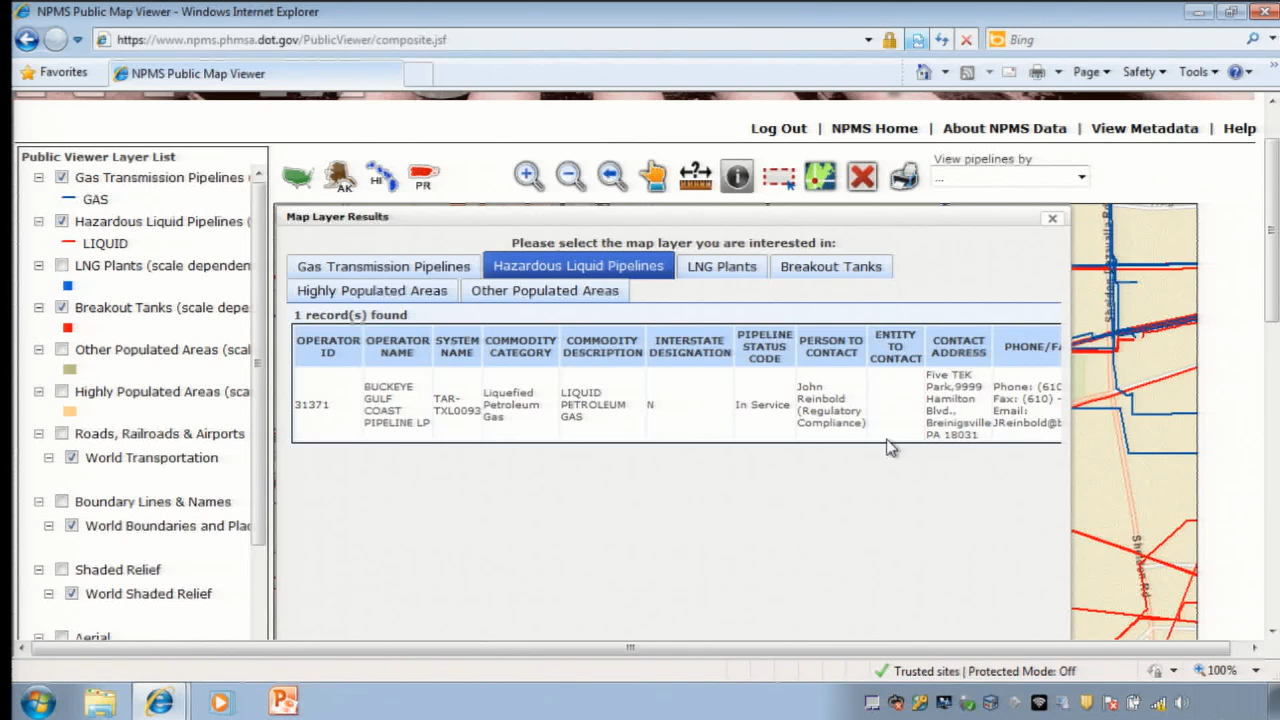 NPMS Public Map Viewer - Windows Internet Explorer
https://www.npms.phmsa.dot.gov/PublicViewer/composite.jsf
Bing
Favorites
NPMS Public Map Viewer
Page
Safety
Tools
Log Out | NPMS Home | About NPMS Data | View Metadata | Help
Public Viewer Layer List
Gas Transmission Pipelines (
GAS
Hazardous Liquid Pipelines (
LIQUID
LNG Plants (scale dependen
Breakout Tanks (scale depe
Other Populated Areas (scal
Highly Populated Areas (sca
Roads, Railroads & Airports
World Transportation
Boundary Lines & Names
World Boundaries and Plac
Shaded Relief
World Shaded Relief
Aerial
AK
HI
PR
View pipelines by
...
Map Layer Results
Please select the map layer you are interested in:
Gas Transmission Pipelines
Hazardous Liquid Pipelines
LNG Plants
Breakout Tanks
Highly Populated Areas
Other Populated Areas
1 record(s) found
OPERATOR ID
OPERATOR NAME
SYSTEM NAME
COMMODITY CATEGORY
COMMODITY DESCRIPTION
INTERSTATE DESIGNATION
PIPELINE STATUS CODE
PERSON TO CONTACT
ENTITY TO CONTACT
CONTACT ADDRESS
PHONE/FA
31371
BUCKEYE
GULF
COAST
PIPELINE LP
TAR-
TXL0093
Liquefied
Petroleum
Gas
LIQUID
PETROLEUM
GAS
N
In Service
John
Reinbold
(Regulatory
Compliance)
Five TEK
Park,9999
Hamilton
Blvd.,
Breinigsville
PA 18031
Phone: (610
Fax: (610) -
Email:
JReinbold@b
Sheldon Rd
Trusted sites | Protected Mode: Off
100%